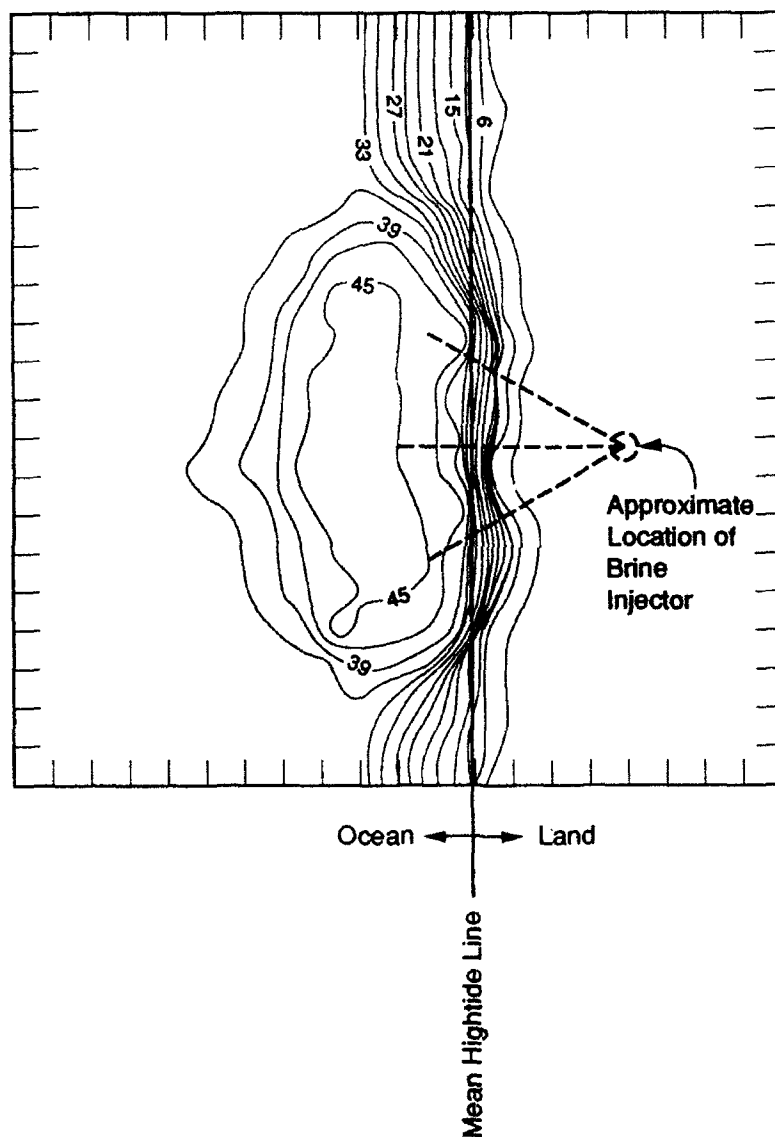 6
15
27
21
33
39
45
45
39
Approximate
Location of
Brine
Injector
Ocean
Land
Mean Hightide Line